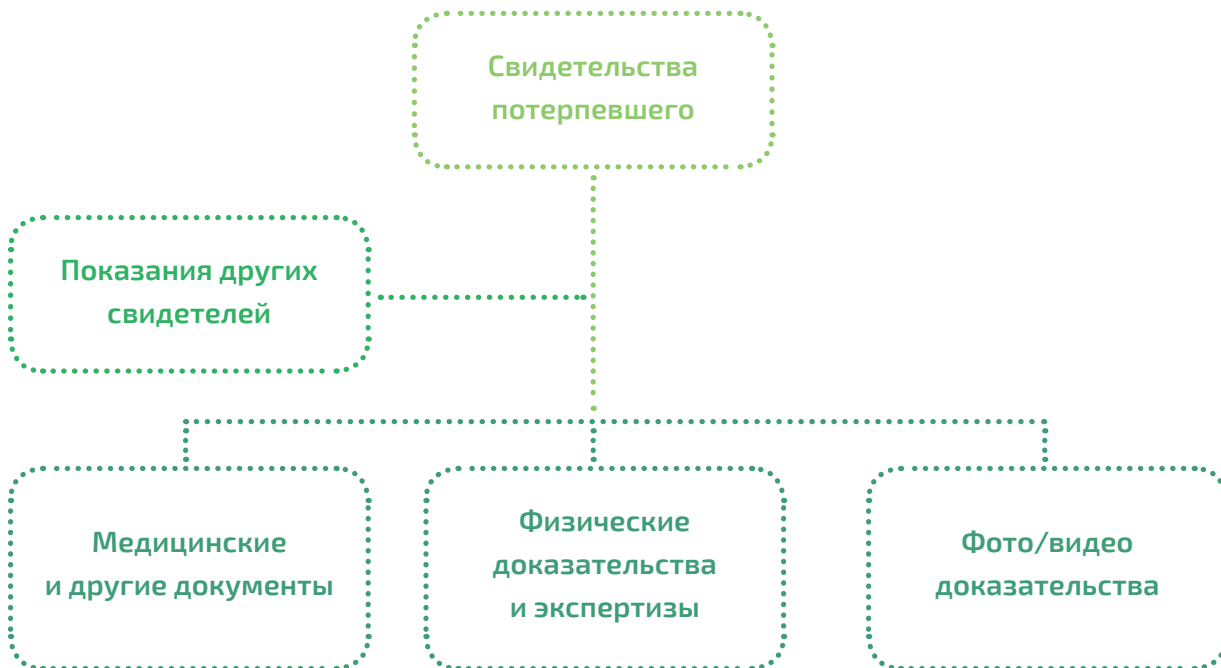 Свидетельства
потерпевшего
Показания других
свидетелей
Медицинские
и другие документы
Физические
доказательства
и экспертизы
Фото/видео
доказательства